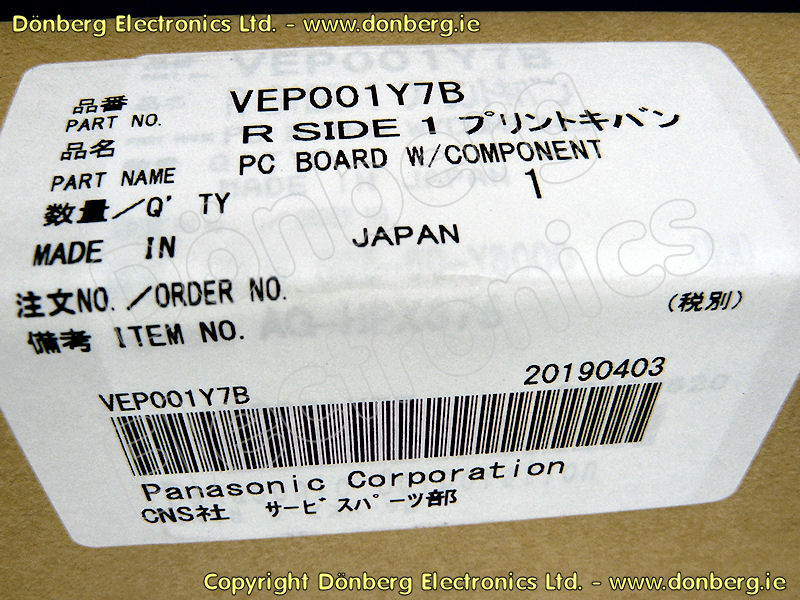 Dönberg Electronics Ltd. - www.donberg.ie
品番 VEP001Y7B
PART NO. R SIDE 1 プリントキバン
品名 PC BOARD W/COMPONENT
PART NAME 1
数量/Q' TY
MADE IN JAPAN
注文NO./ORDER NO. (税別)
備考 ITEM NO.
VEP001Y7B 20190403
Panasonic Corporation
CNS社 サービスパーツ部
Dönberg Electronics
Copyright Dönberg Electronics Ltd. - www.donberg.ie